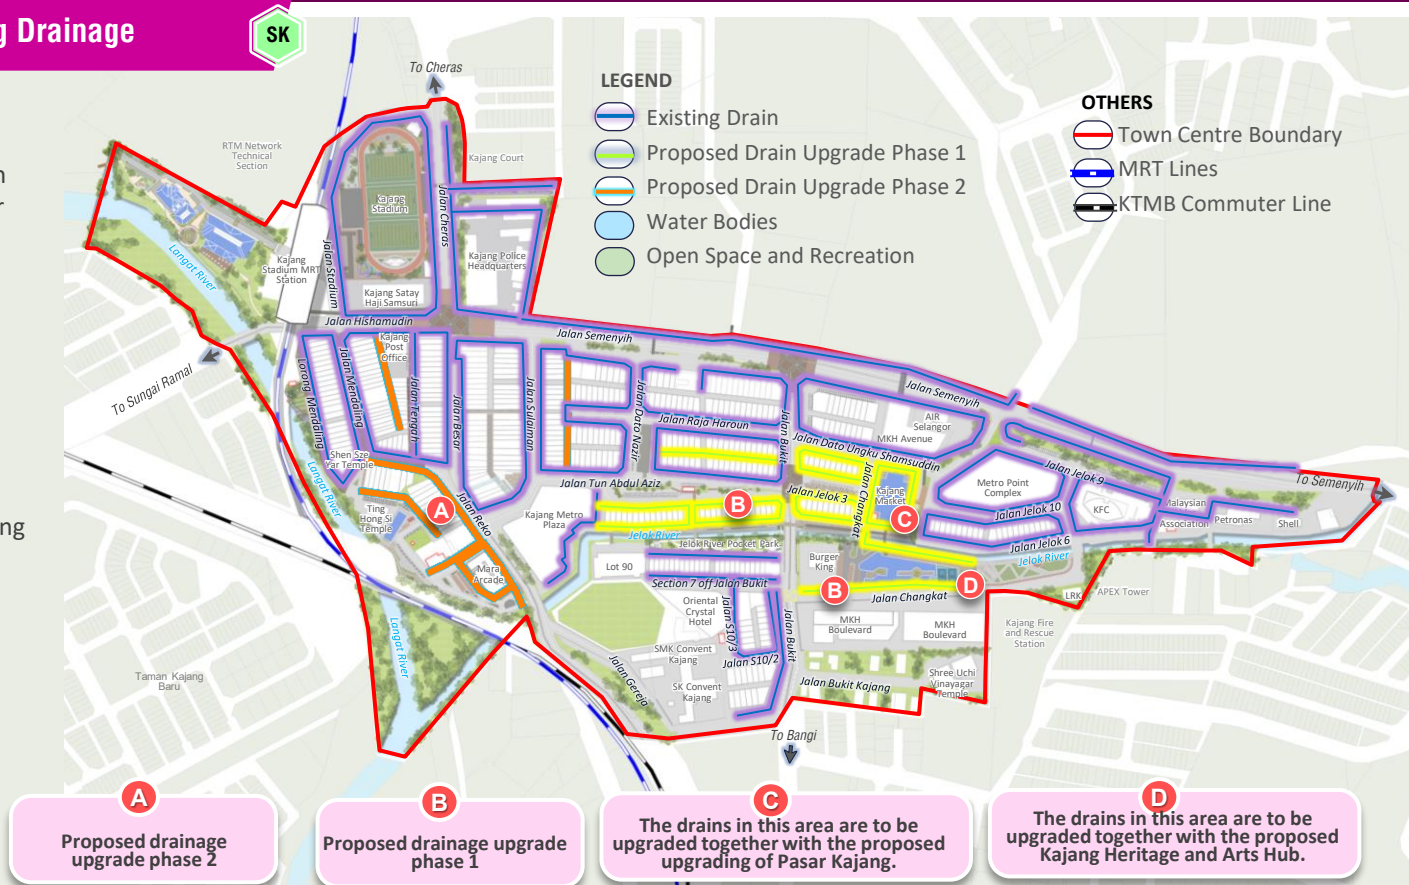 g Drainage
SK
n
r
ng
LEGEND
Existing Drain
Proposed Drain Upgrade Phase 1
Proposed Drain Upgrade Phase 2
Water Bodies
Open Space and Recreation
OTHERS
Town Centre Boundary
MRT Lines
KTMB Commuter Line
To Cheras
RTM Network
Technical
Section
Kajang Court
Kajang
Stadium
Jalan Cheras
Langat River
Kajang
Stadium MRT
Station
Jalan Stadium
Kajang Police
Headquarters
Kajang Satay
Haji Samsuri
Jalan Hishamudin
Jalan Semenyih
To Sungai Ramal
Kajang
Post
Office
Lorong Mendaling
Jalan Mendaling
Jalan Tengah
Jalan Besar
Jalan Sulaiman
Jalan Dato Nazir
Jalan Raja Haroun
Jalan Bukit
Jalan Semenyih
AIR
Selangor
MKH Avenue
Jalan Dato Ungku Shamsuddin
Shen Sze
Yar Temple
Langat River
Jalan Tun Abdul Aziz
Jalan Jelok 3
Jalan Changkat
Kajang
Market
Metro Point
Complex
Jalan Jelok 9
Jalan Jelok 10
KFC
Malaysian
Association
Petronas
Shell
To Semenyih
Ting
Hong Si
Temple
A
Jalan Reko
Kajang Metro
Plaza
B
C
Jelok River
Jelok River Pocket Park
Jalan Jelok 6
Jelok River
Mara
Arcade
Lot 90
Section 7 off Jalan Bukit
Burger
King
B
Jalan Changkat
D
LRK
APEX Tower
Oriental
Crystal
Hotel
Jalan S10/3
Jalan S10/2
Jalan Bukit
MKH
Boulevard
MKH
Boulevard
Kajang Fire
and Rescue
Station
Langat River
Taman Kajang
Baru
Jalan Gereja
SMK Convent
Kajang
SK Convent
Kajang
Jalan Bukit Kajang
Shree Uchi
Vinayagar
Temple
To Bangi
A
Proposed drainage
upgrade phase 2
B
Proposed drainage upgrade
phase 1
C
The drains in this area are to be
upgraded together with the proposed
upgrading of Pasar Kajang.
D
The drains in this area are to be
upgraded together with the proposed
Kajang Heritage and Arts Hub.